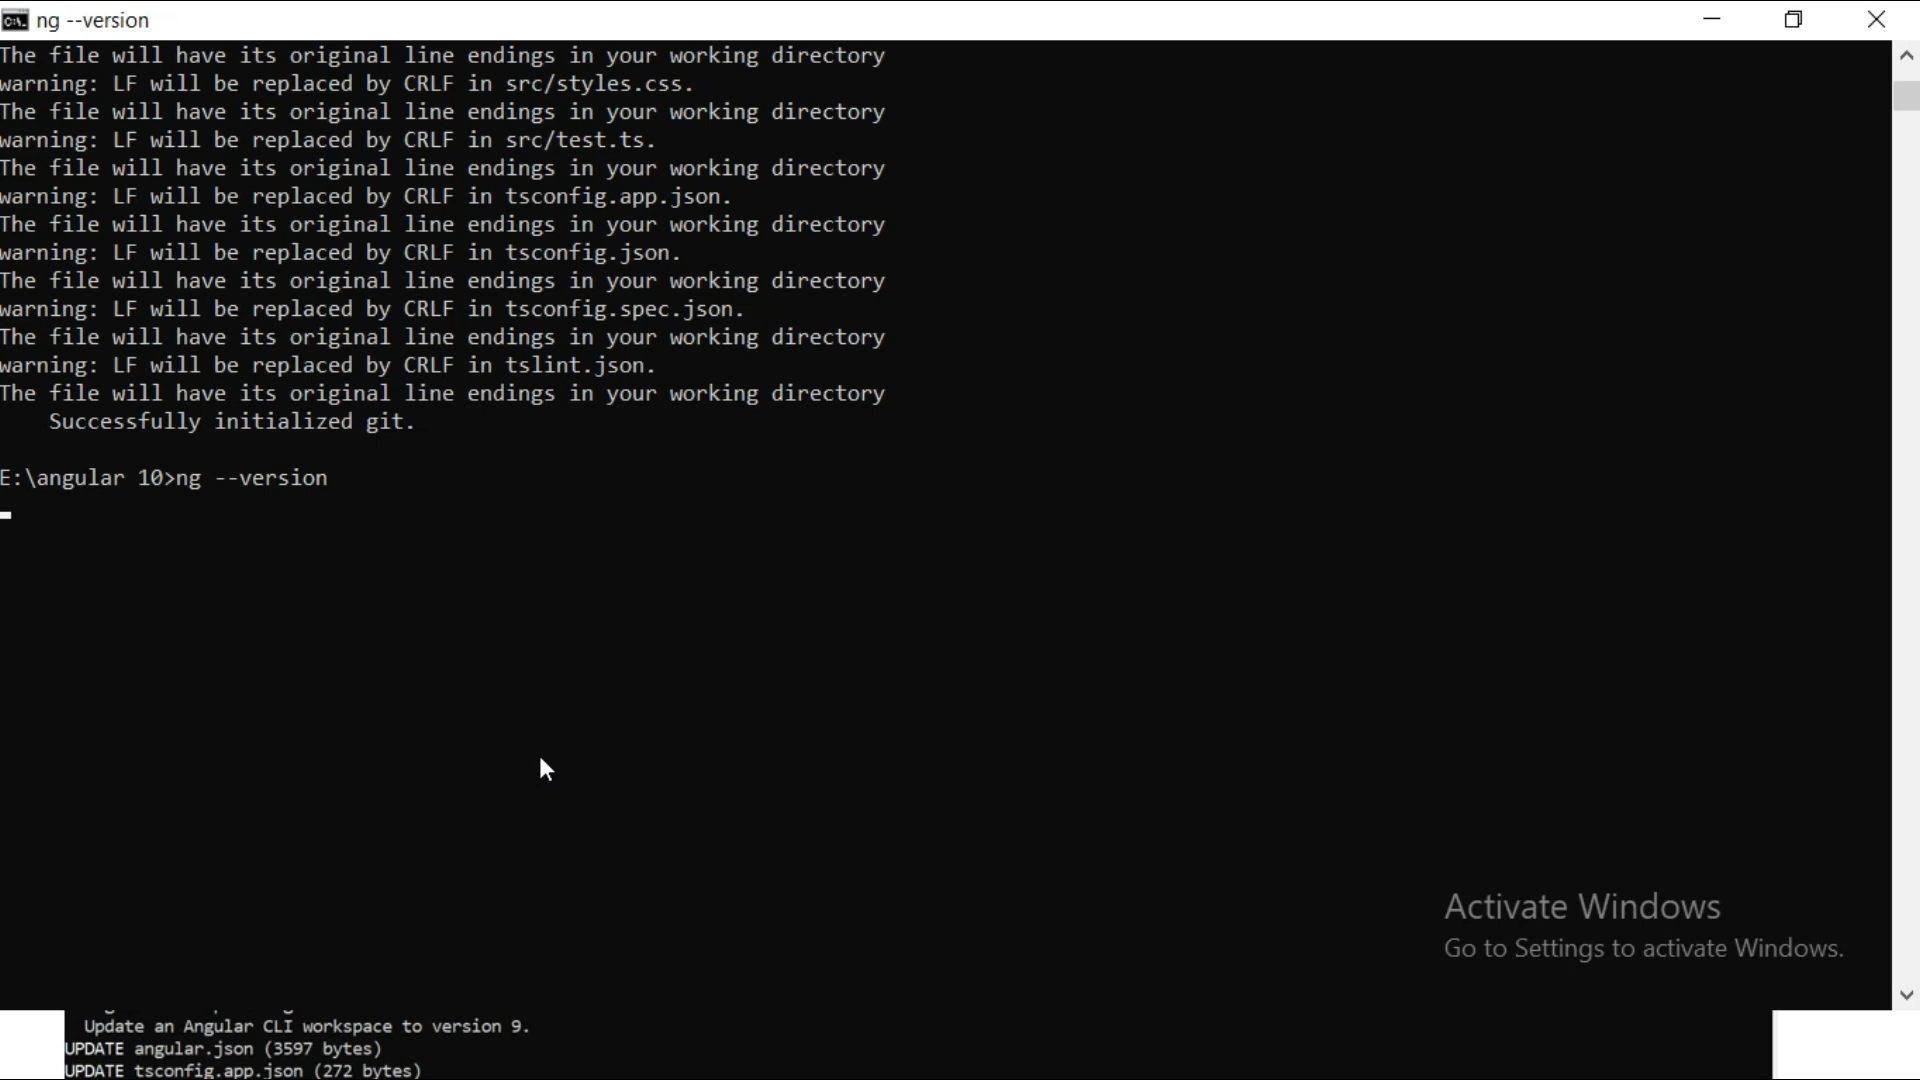 ng --version
The file will have its original line endings in your working directory
warning: LF will be replaced by CRLF in src/styles.css.
The file will have its original line endings in your working directory
warning: LF will be replaced by CRLF in src/test.ts.
The file will have its original line endings in your working directory
warning: LF will be replaced by CRLF in tsconfig.app.json.
The file will have its original line endings in your working directory
warning: LF will be replaced by CRLF in tsconfig.json.
The file will have its original line endings in your working directory
warning: LF will be replaced by CRLF in tsconfig.spec.json.
The file will have its original line endings in your working directory
warning: LF will be replaced by CRLF in tslint.json.
The file will have its original line endings in your working directory
Successfully initialized git.
E:\angular 10>ng --version
Activate Windows
Go to Settings to activate Windows.
Update an Angular CLI workspace to version 9.
UPDATE angular.json (3597 bytes)
UPDATE tsconfig.app.json (272 bytes)